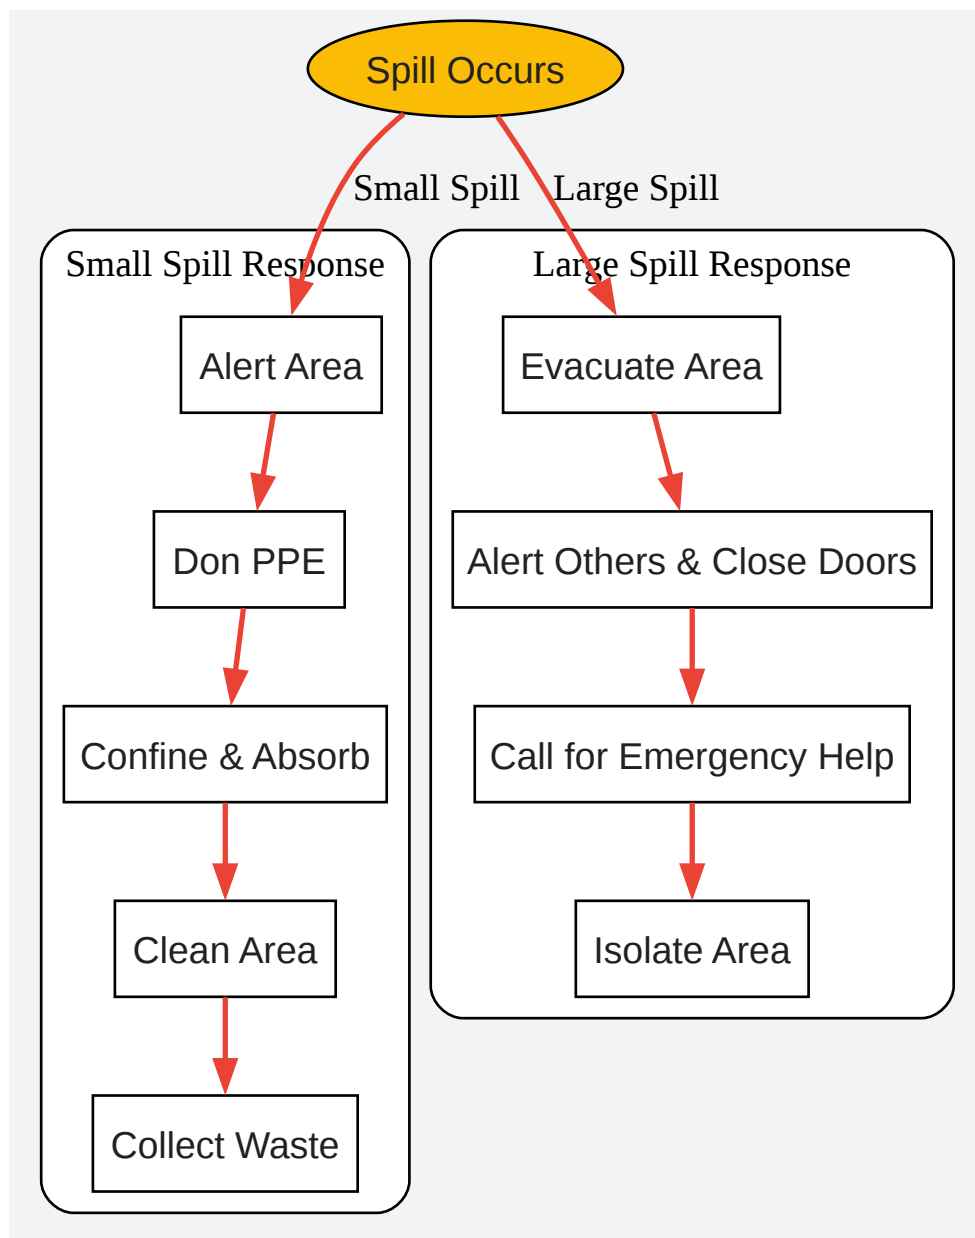 Spill Occurs
Small Spill
Large Spill
Small Spill Response
Alert Area
Don PPE
Confine & Absorb
Clean Area
Collect Waste
Large Spill Response
Evacuate Area
Alert Others & Close Doors
Call for Emergency Help
Isolate Area